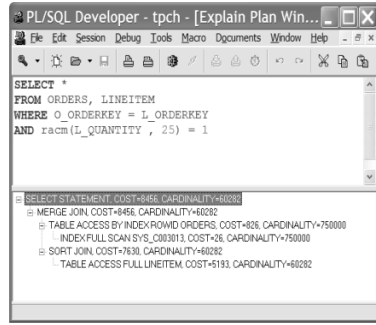 PL/SQL Developer - tpch - [Explain Plan Win...
File Edit Session Debug Tools Macro Documents Window Help
SELECT *
FROM ORDERS, LINEITEM
WHERE O_ORDERKEY = L_ORDERKEY
AND racm(L_QUANTITY , 25) = 1
SELECT STATEMENT, COST=8456, CARDINALITY=60282
MERGE JOIN, COST=8456, CARDINALITY=60282
TABLE ACCESS BY INDEX ROWID ORDERS, COST=826, CARDINALITY=750000
INDEX FULL SCAN SYS_C003013, COST=26, CARDINALITY=750000
SORT JOIN, COST=7630, CARDINALITY=60282
TABLE ACCESS FULL LINEITEM, COST=5193, CARDINALITY=60282